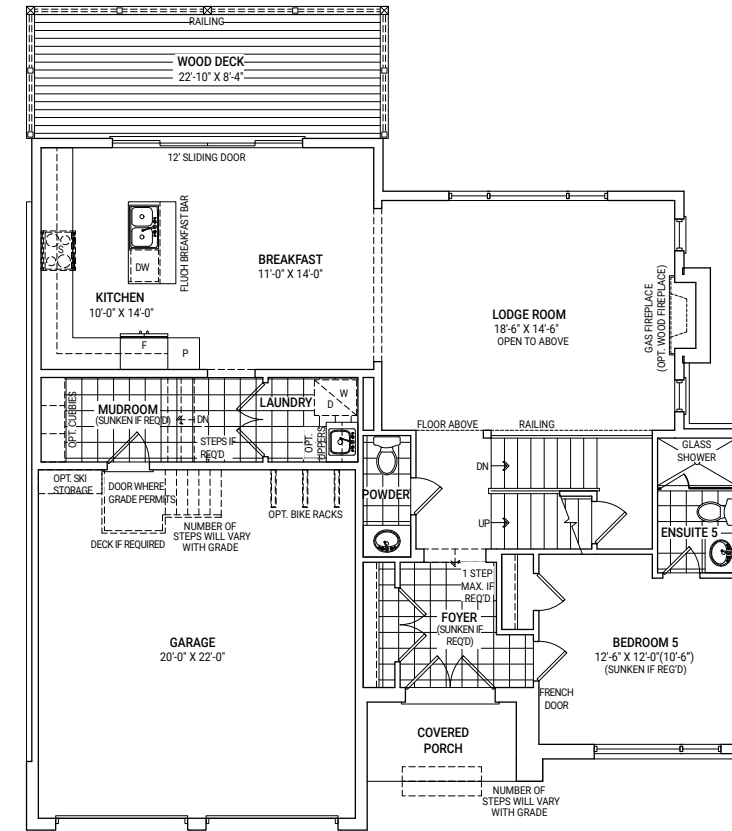 RAILING
WOOD DECK
22'-10" X 8'-4"
12' SLIDING DOOR
FLUCH BREAKFAST BAR
DW
S
BREAKFAST
11'-0" X 14'-0"
KITCHEN
10'-0" X 14'-0"
F
P
LODGE ROOM
18'-6" X 14'-6"
OPEN TO ABOVE
GAS FIREPLACE
(OPT. WOOD FIREPLACE)
OPT. CUBBIES
MUDROOM
(SUNKEN IF REQ'D)
DN
STEPS IF
REQ'D
LAUNDRY
W
D
OPT.
UPPERS
FLOOR ABOVE
RAILING
GLASS
SHOWER
DN
UP
POWDER
ENSUITE 5
OPT. SKI
STORAGE
DOOR WHERE
GRADE PERMITS
DECK IF REQUIRED
NUMBER OF
STEPS WILL VARY
WITH GRADE
OPT. BIKE RACKS
1 STEP
MAX. IF
REQ'D
FOYER
(SUNKEN IF
REQ'D)
GARAGE
20'-0" X 22'-0"
BEDROOM 5
12'-6" X 12'-0"(10'-6")
(SUNKEN IF REG'D)
FRENCH
DOOR
COVERED
PORCH
NUMBER OF
STEPS WILL VARY
WITH GRADE